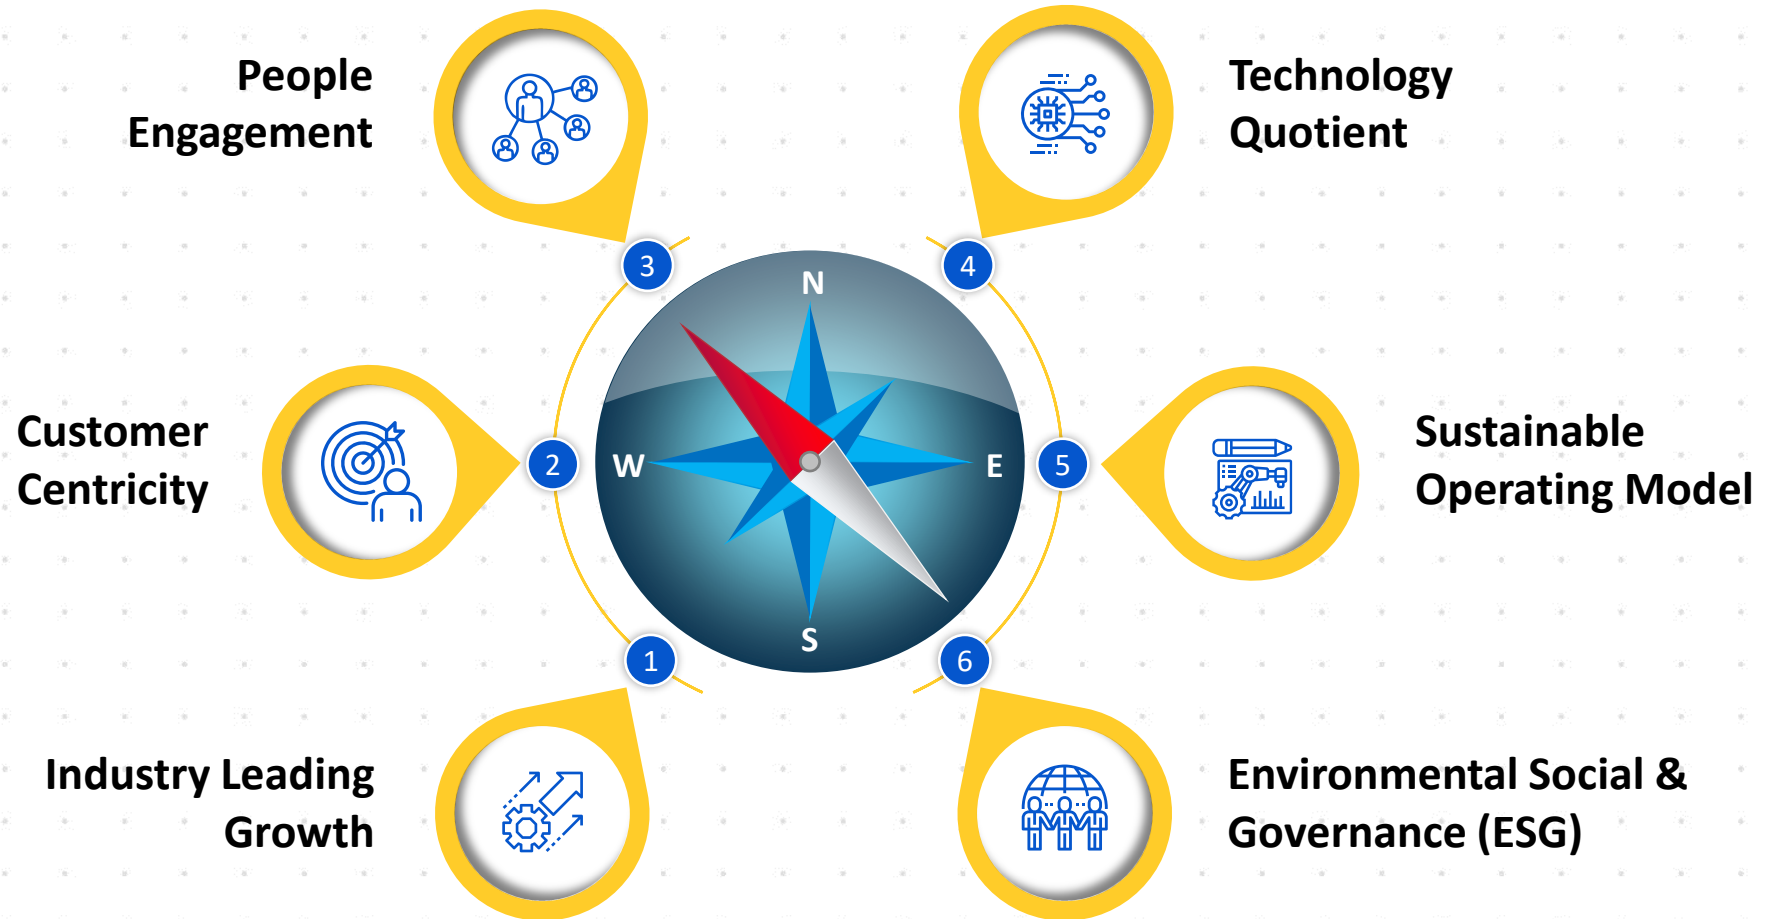 People
Engagement
Technology
Quotient
3
4
N
Customer
Centricity
2
W
E
5
Sustainable
Operating Model
S
1
6
Industry Leading
Growth
Environmental Social &
Governance (ESG)